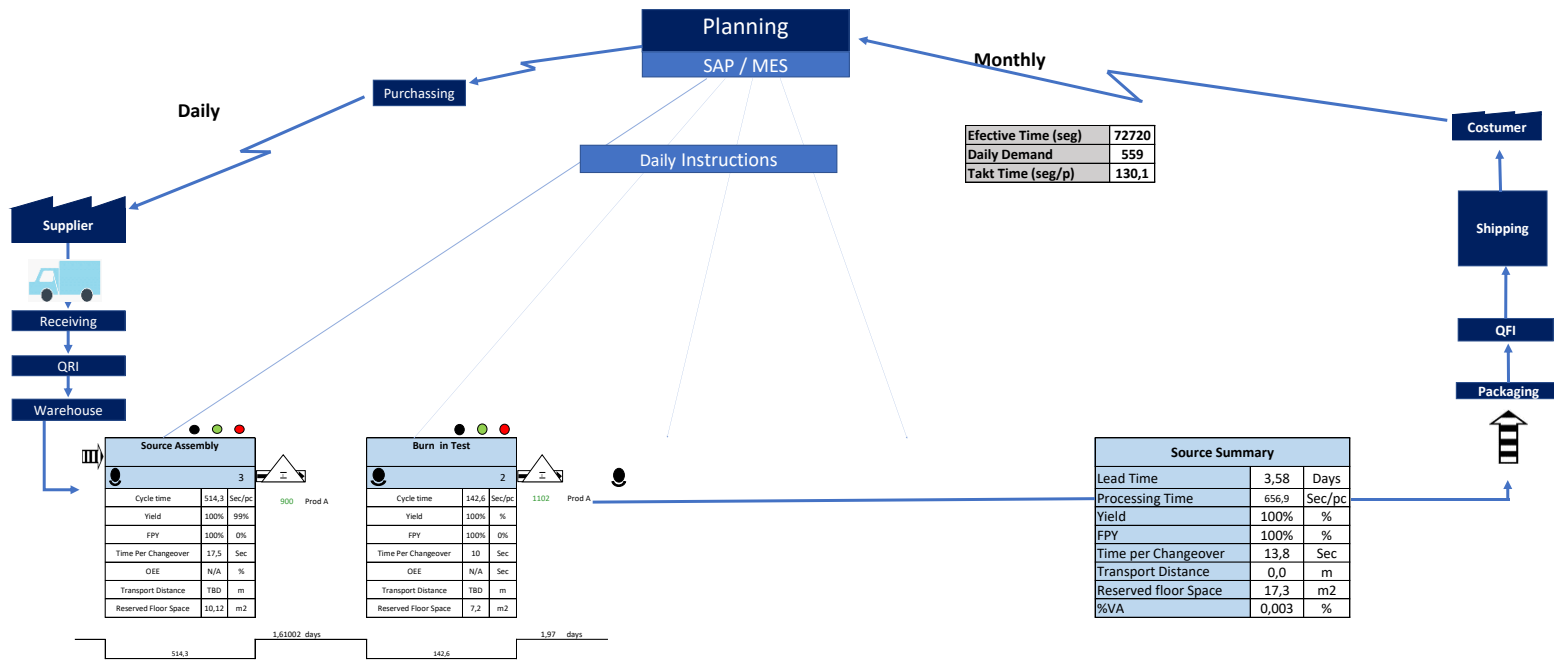 Planning
SAP / MES
Monthly
Purchassing
Daily
Costumer
Efective Time (seg) 72720
Daily Demand 559
Takt Time (seg/p) 130,1
Daily Instructions
Supplier
Shipping
Receiving
QFI
QRI
Packaging
Warehouse
Source Assembly
3
Cycle time 514,3 Sec/pc
Yield 100% 99%
FPY 100% 0%
Time Per Changeover 17,5 Sec
OEE N/A %
Transport Distance TBD m
Reserved Floor Space 10,12 m2
I
900 Prod A
Burn in Test
2
Cycle time 142,6 Sec/pc
Yield 100% %
FPY 100% 0%
Time Per Changeover 10 Sec
OEE N/A Sec
Transport Distance TBD m
Reserved Floor Space 7,2 m2
I
1102 Prod A
Source Summary
Lead Time 3,58 Days
Processing Time 656,9 Sec/pc
Yield 100% %
FPY 100% %
Time per Changeover 13,8 Sec
Transport Distance 0,0 m
Reserved floor Space 17,3 m2
%VA 0,003 %
1,61002 days
1,97 days
514,3
142,6